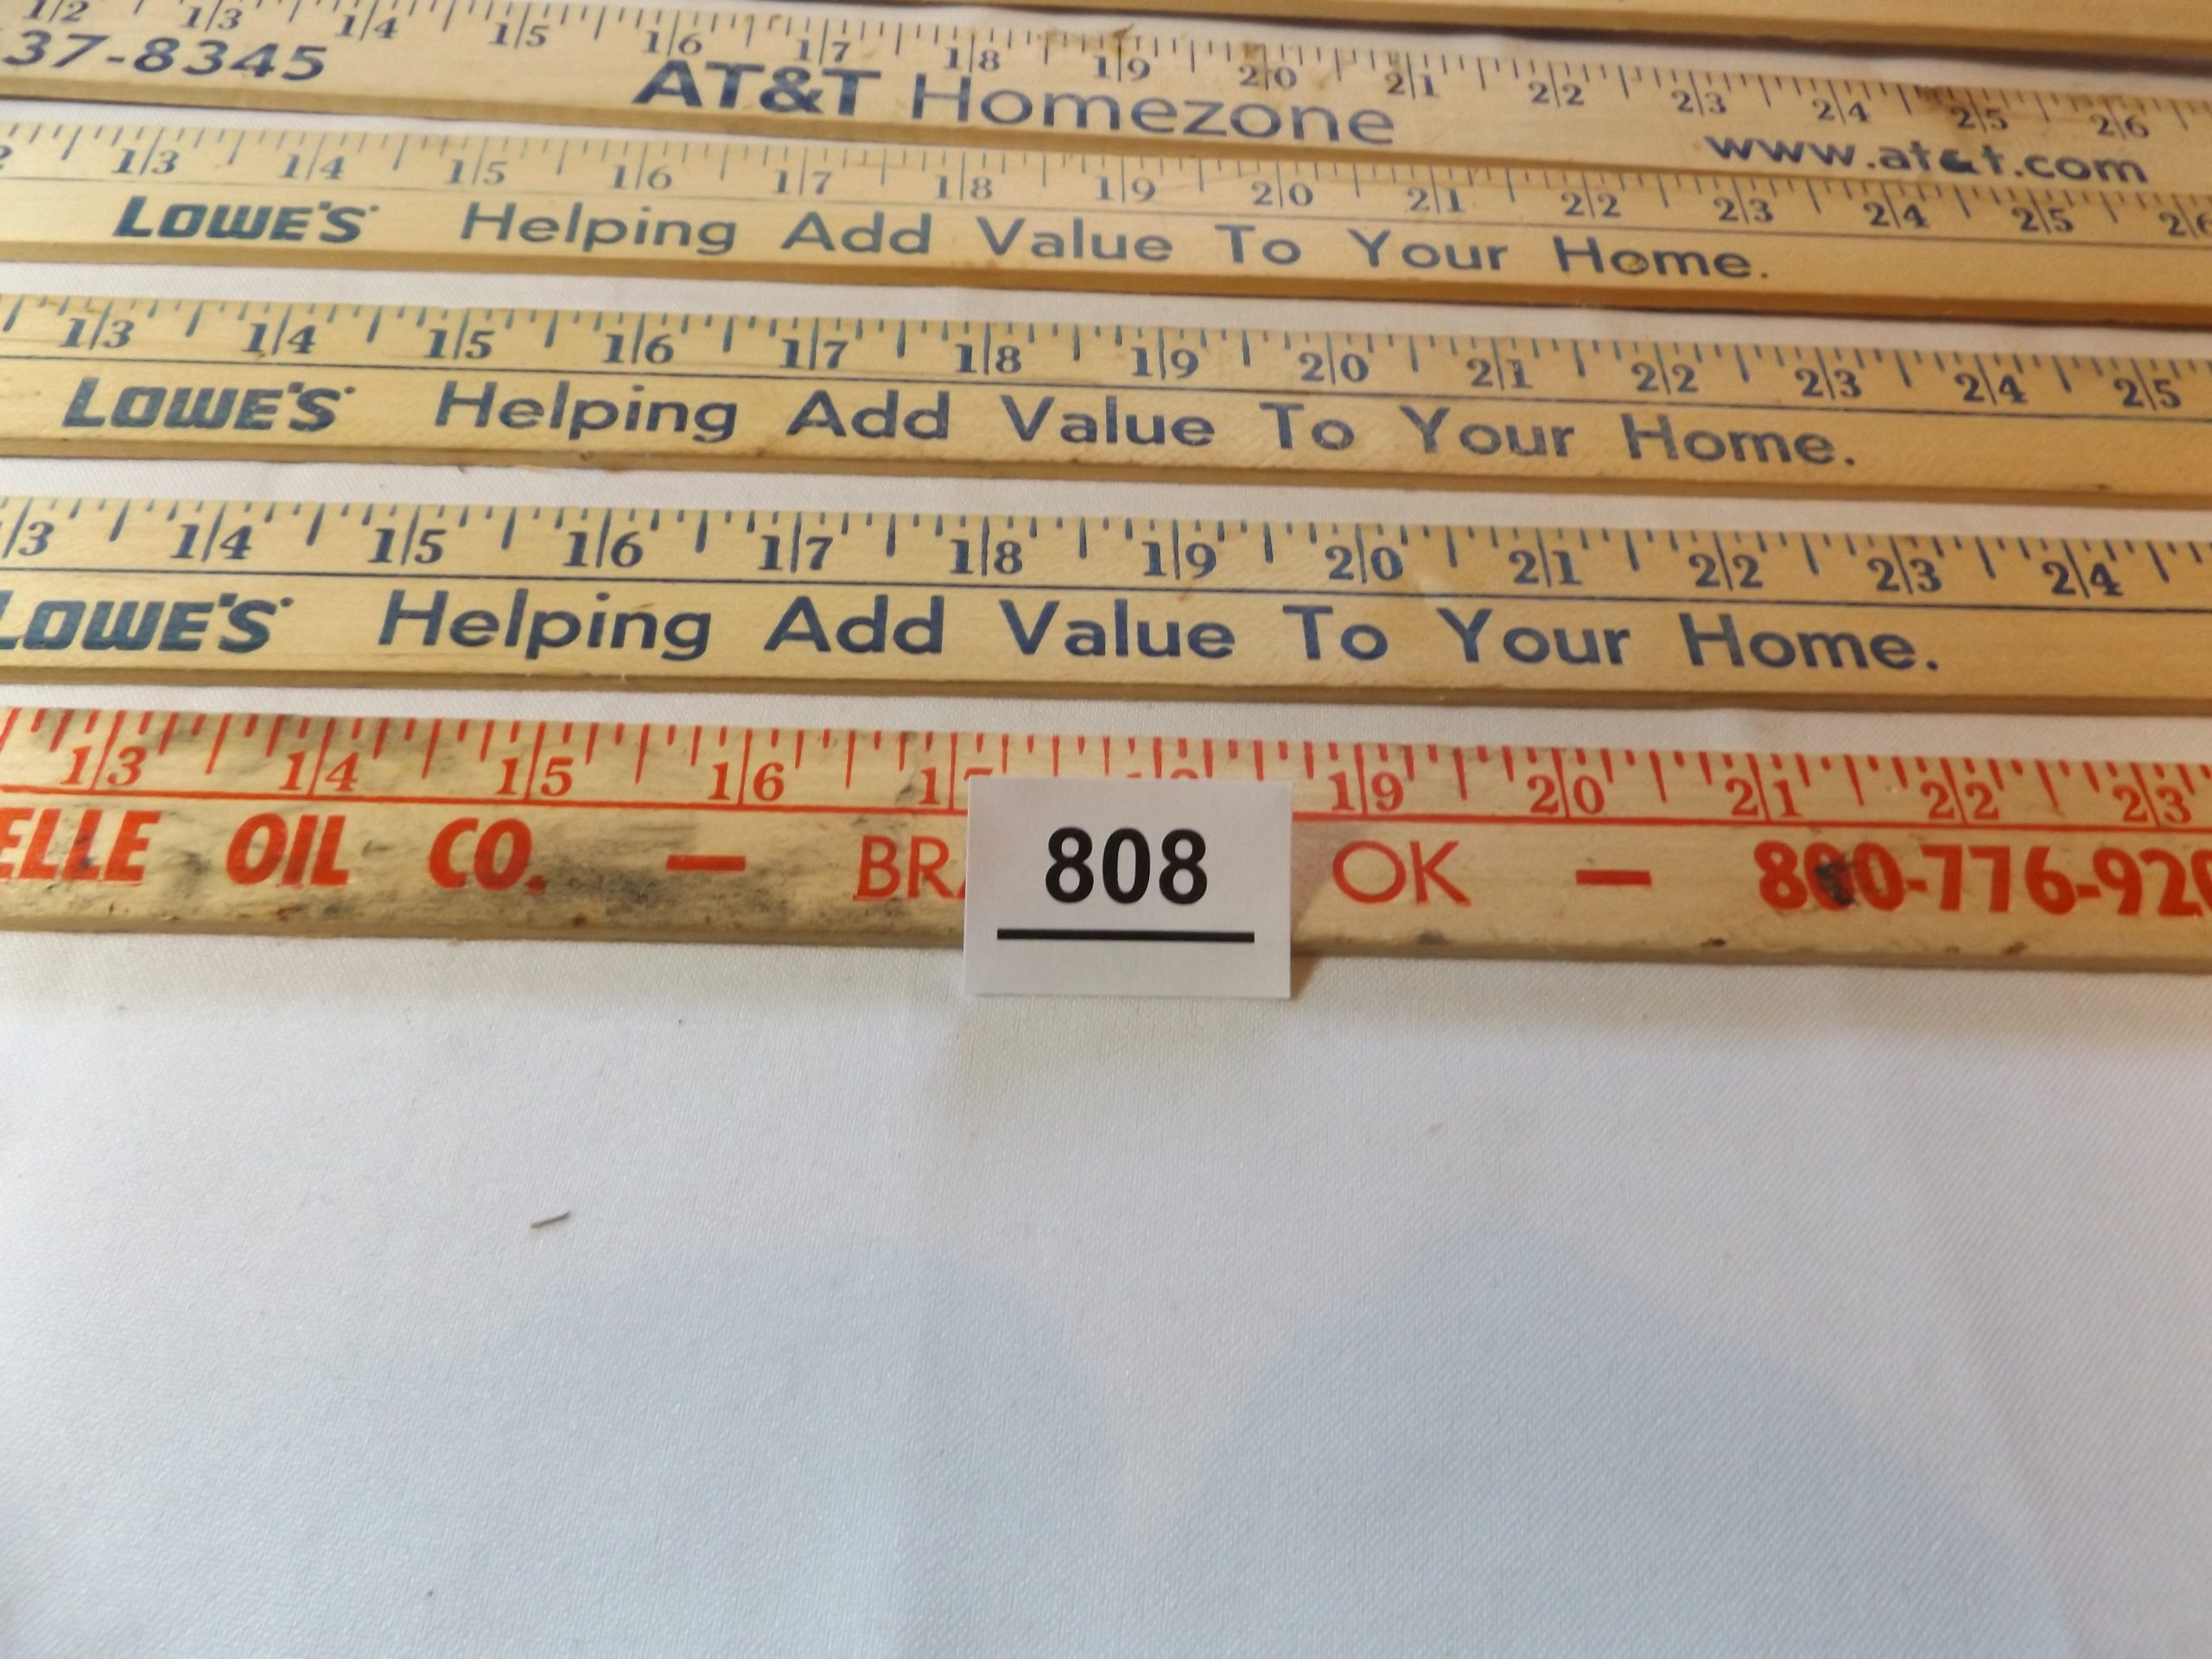 12 13 14 15 16 17 18 19 20 21 22 23 24 25 26
37-8345 AT&T Homezone www.at&t.com
13 14 15 16 17 18 19 20 21 22 23 24 25
LOWE'S Helping Add Value To Your Home.
13 14 15 16 17 18 19 20 21 22 23 24 25
LOWE'S Helping Add Value To Your Home.
13 14 15 16 17 18 19 20 21 22 23 24
LOWE'S Helping Add Value To Your Home.
13 14 15 16 19 20 21 22 23
ELLE OIL CO. — BR OK — 800-776-92
808